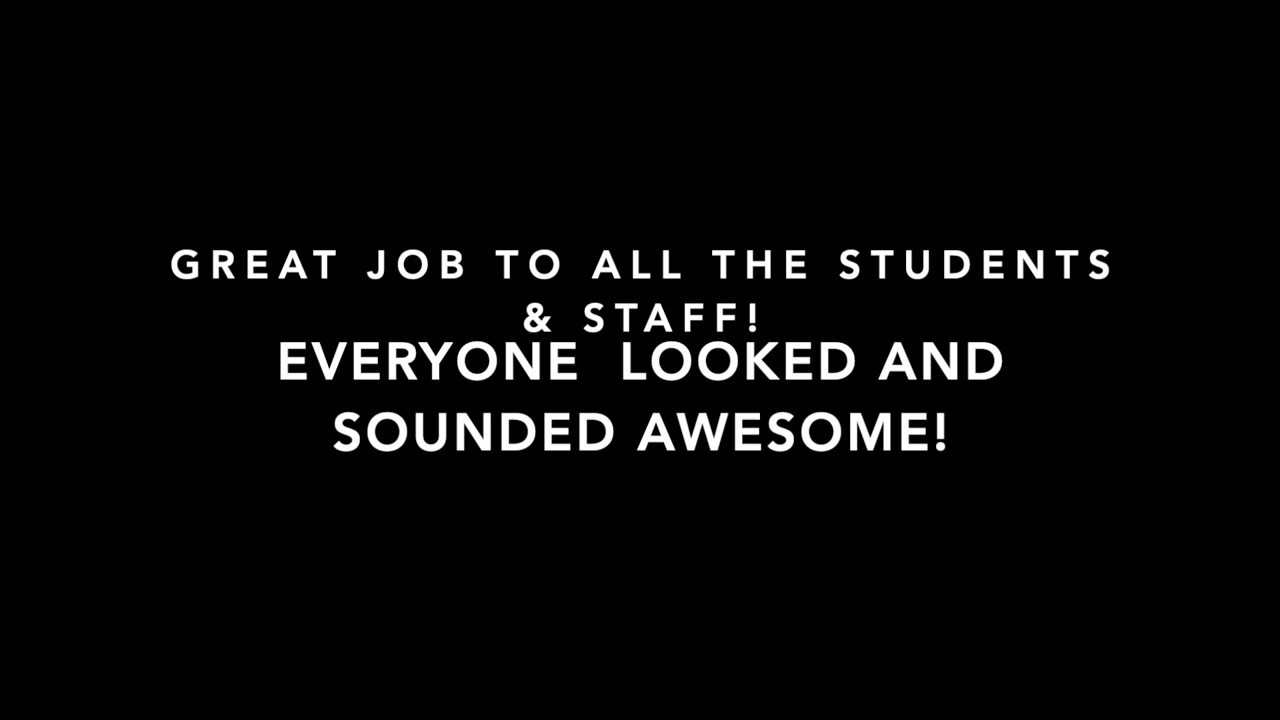 GREAT JOB TO ALL THE STUDENTS
& STAFF!
EVERYONE  LOOKED AND
SOUNDED AWESOME!